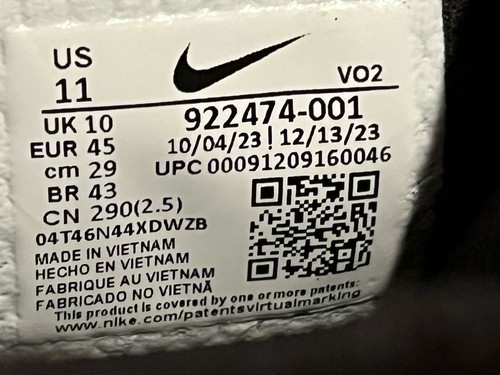 US
11
VO2
UK 10
EUR 45
cm 29
BR 43
CN 290(2.5)
922474-001
10/04/23 | 12/13/23
UPC 00091209160046
04T46N44XDWZB
MADE IN VIETNAM
HECHO EN VIETNAM
FABRIQUE AU VIETNAM
FABRICADO NO VIETNÃ
This product is covered by one or more patents:
www.nike.com/patentsvirtualmarking